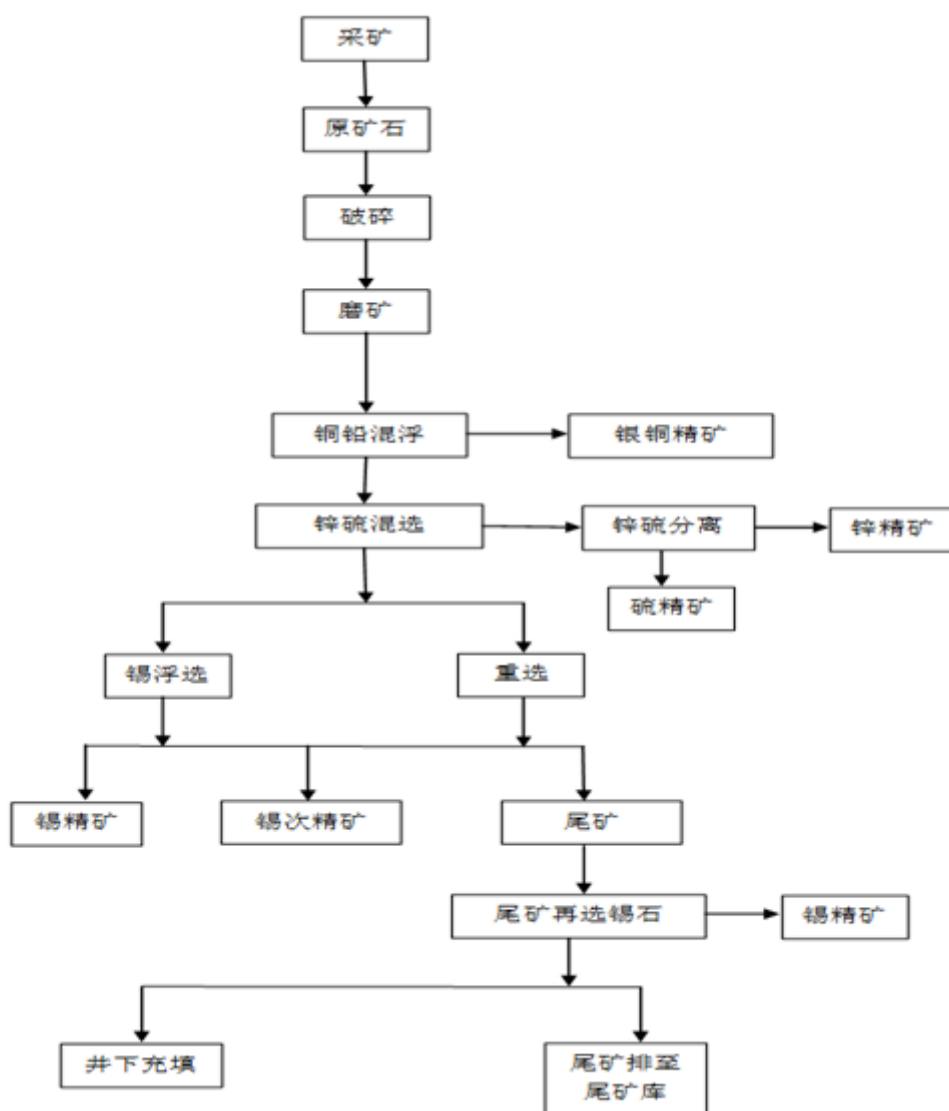 采矿
原矿石
破碎
磨矿
铜铅混浮
银铜精矿
锌硫混选
锌硫分离
锌精矿
硫精矿
锡浮选
重选
锡精矿
锡次精矿
尾矿
尾矿再选锡石
锡精矿
井下充填
尾矿排至
尾矿库